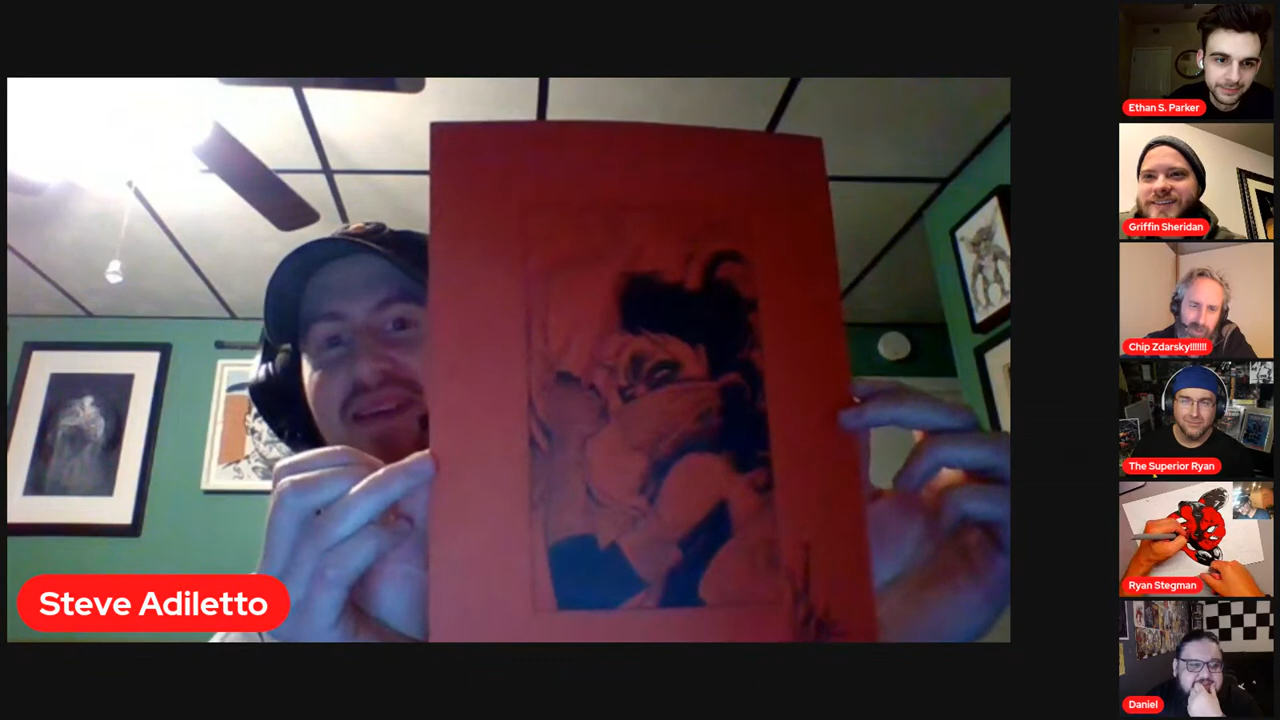 Steve Adiletto
Ethan S. Parker
Griffin Sheridan
Chip Zdarsky!!!!!!!
The Superior Ryan
Ryan Stegman
Daniel